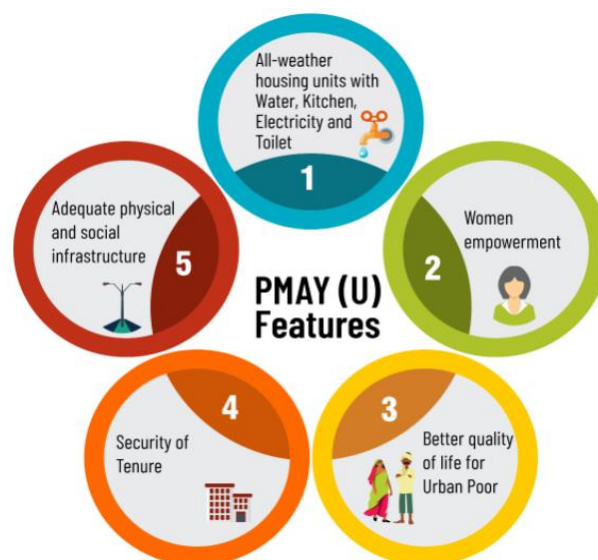 All-weather
housing units with
Water, Kitchen,
Electricity and
Toilet
1
Women
empowerment
2
Better quality
of life for
Urban Poor
3
Security of
Tenure
4
Adequate physical
and social
infrastructure
5
PMAY (U)
Features